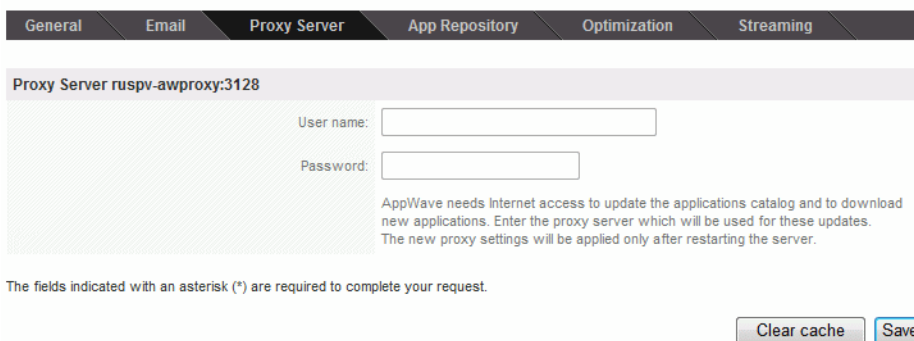 General Email Proxy Server App Repository Optimization Streaming
Proxy Server ruspv-awproxy:3128
User name:
Password:
AppWave needs Internet access to update the applications catalog and to download
new applications. Enter the proxy server which will be used for these updates.
The new proxy settings will be applied only after restarting the server.
The fields indicated with an asterisk (*) are required to complete your request.
Clear cache Save